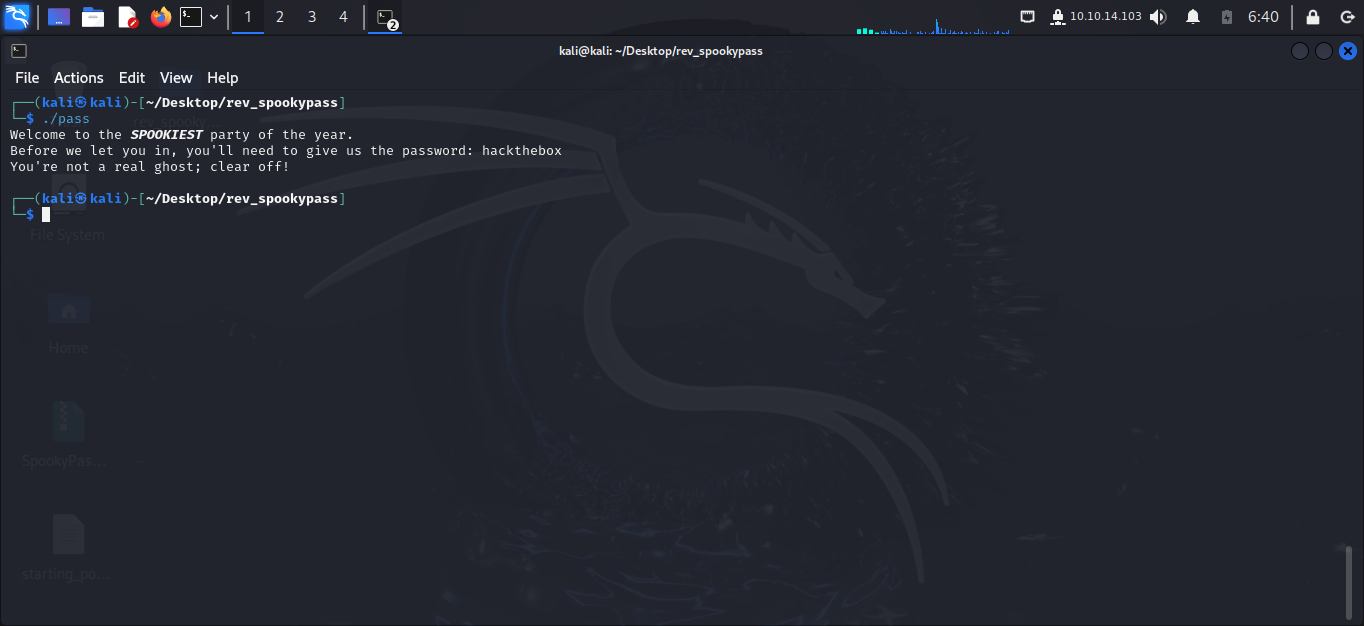 1 2 3 4 2 10.10.14.103 6:40
kali@kali: ~/Desktop/rev_spookypass
File Actions Edit View Help
┌──(kali㉿kali)-[~/Desktop/rev_spookypass]
└─$ ./pass
Welcome to the SPOOKIEST party of the year.
Before we let you in, you'll need to give us the password: hackthebox
You're not a real ghost; clear off!
┌──(kali㉿kali)-[~/Desktop/rev_spookypass]
└─$
rev_spooky...
File System
Home
SpookyPas...
starting_po...